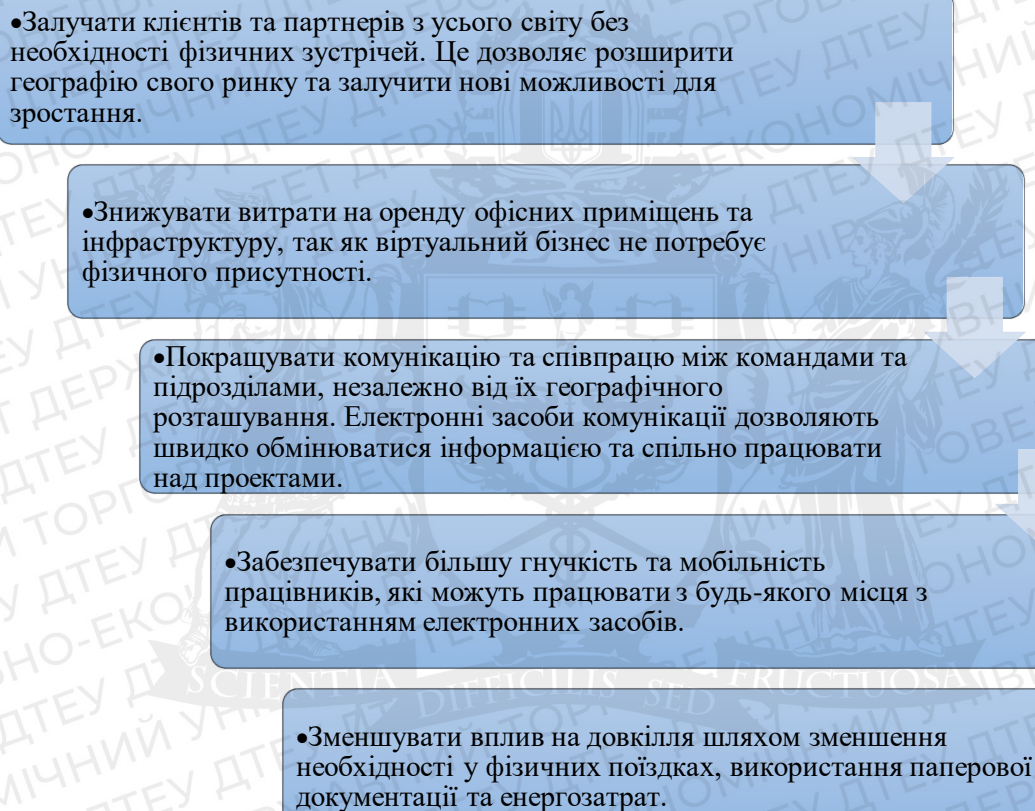 •Залучати клієнтів та партнерів з усього світу без
необхідності фізичних зустрічей. Це дозволяє розширити
географію свого ринку та залучити нові можливості для
зростання.
•Знижувати витрати на оренду офісних приміщень та
інфраструктуру, так як віртуальний бізнес не потребує
фізичного присутності.
•Покращувати комунікацію та співпрацю між командами та
підрозділами, незалежно від їх географічного
розташування. Електронні засоби комунікації дозволяють
швидко обмінюватися інформацією та спільно працювати
над проектами.
•Забезпечувати більшу гнучкість та мобільність
працівників, які можуть працювати з будь-якого місця з
використанням електронних засобів.
SCIENTIA DIFFICILIS SED FRUCTUOSA
•Зменшувати вплив на довкілля шляхом зменшення
необхідності у фізичних поїздках, використання паперової
документації та енергозатрат.